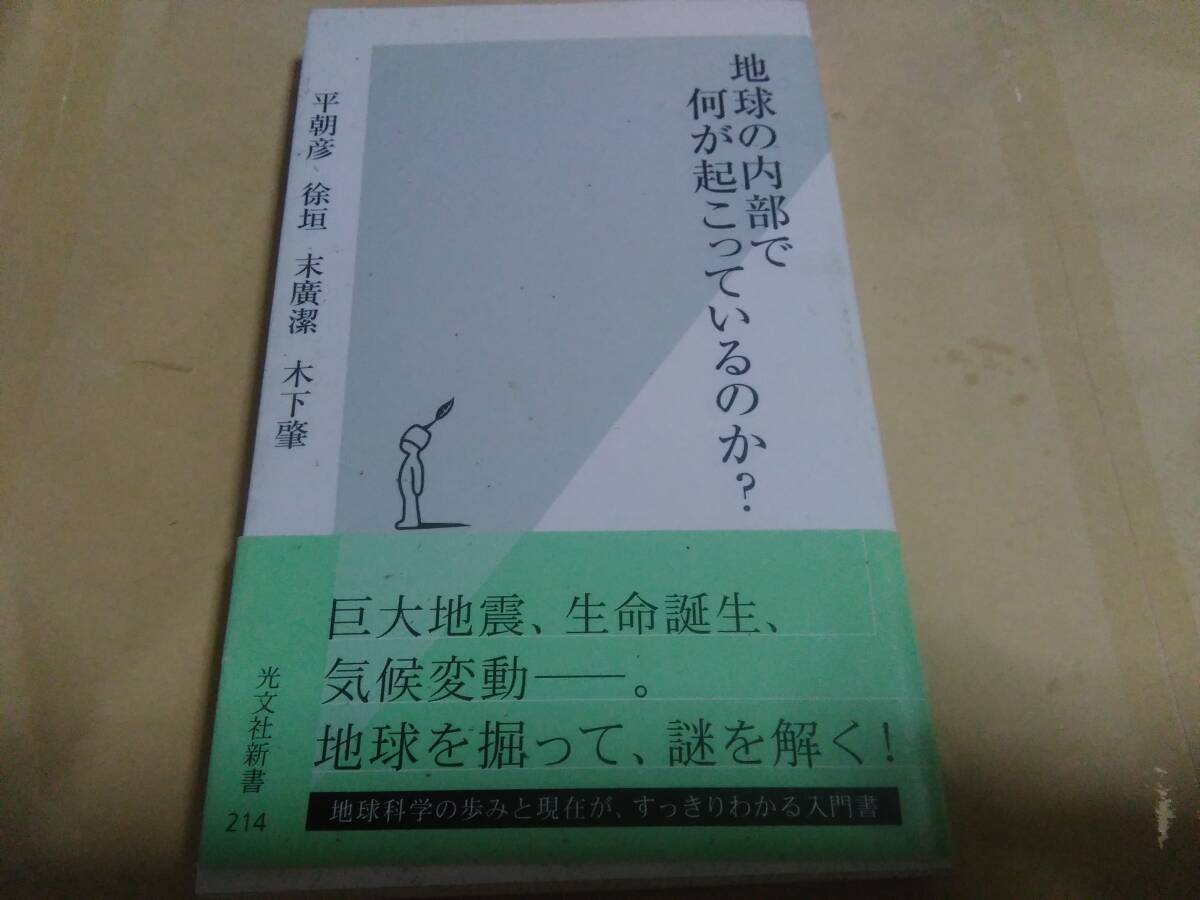 地球の内部で
何が起こっているのか?
平朝彦 徐垣 末廣潔 木下肇
巨大地震、生命誕生、
気候変動――。
地球を掘って、謎を解く!
地球科学の歩みと現在が、すっきりわかる入門書
光文社新書
214